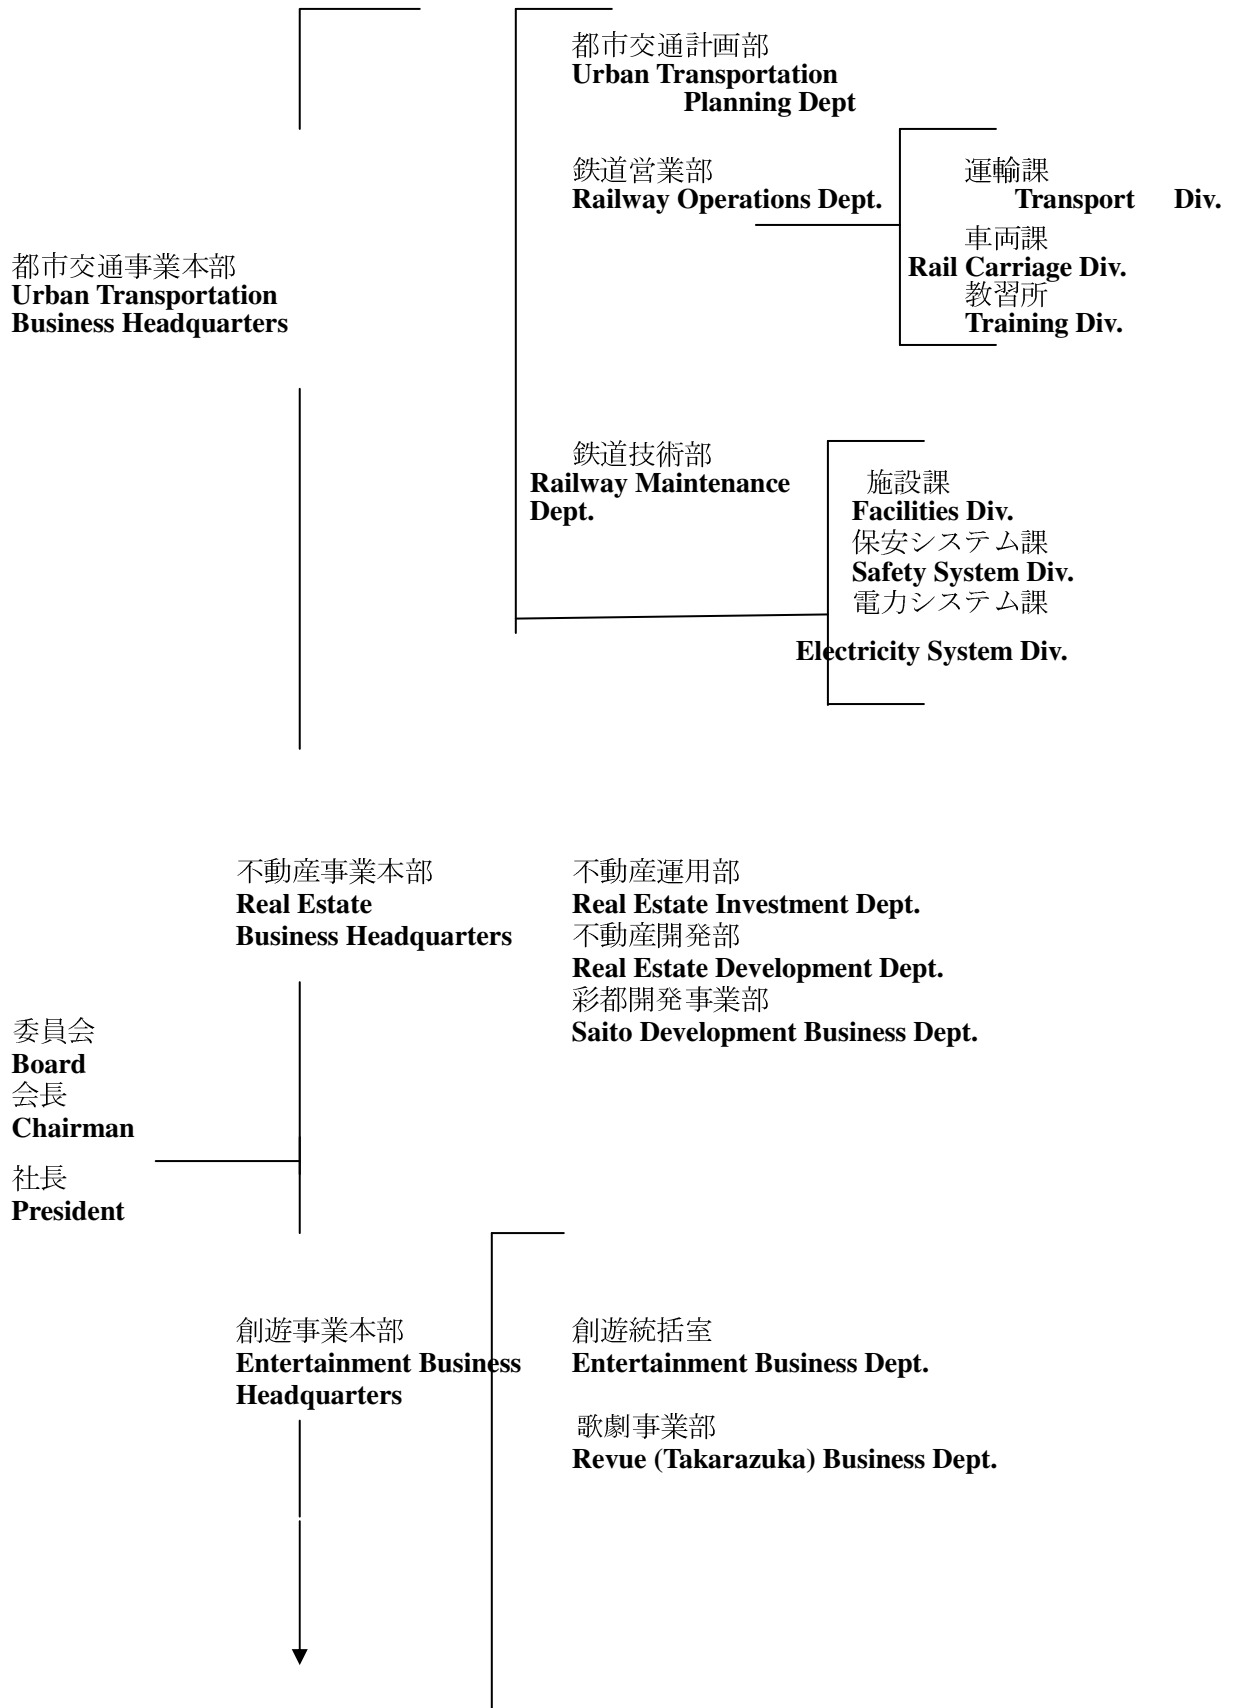 都市交通計画部
Urban Transportation
Planning Dept
鉄道営業部
Railway Operations Dept.
運輸課
Transport Div.
車両課
Rail Carriage Div.
教習所
Training Div.
都市交通事業本部
Urban Transportation
Business Headquarters
鉄道技術部
Railway Maintenance
Dept.
施設課
Facilities Div.
保安システム課
Safety System Div.
電力システム課
Electricity System Div.
不動産事業本部
Real Estate
Business Headquarters
不動産運用部
Real Estate Investment Dept.
不動産開発部
Real Estate Development Dept.
彩都開発事業部
Saito Development Business Dept.
委員会
Board
会長
Chairman
社長
President
創遊事業本部
Entertainment Business
Headquarters
創遊統括室
Entertainment Business Dept.
歌劇事業部
Revue (Takarazuka) Business Dept.